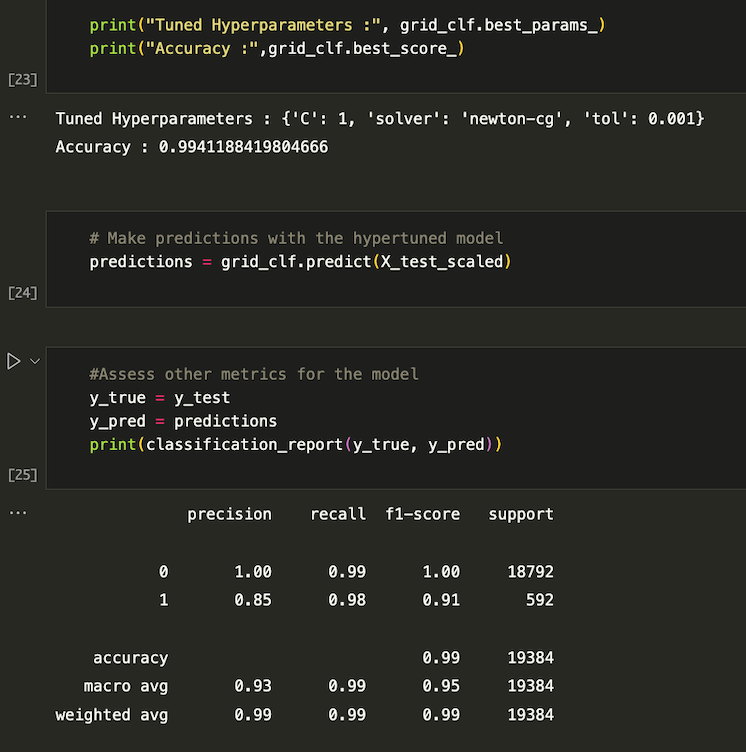 print("Tuned Hyperparameters :", grid_clf.best_params_)
print("Accuracy :",grid_clf.best_score_)
[23]
... Tuned Hyperparameters : {'C': 1, 'solver': 'newton-cg', 'tol': 0.001}
Accuracy : 0.9941188419804666
# Make predictions with the hypertuned model
predictions = grid_clf.predict(X_test_scaled)
[24]
#Assess other metrics for the model
y_true = y_test
y_pred = predictions
print(classification_report(y_true, y_pred))
[25]
... precision recall f1-score support
0 1.00 0.99 1.00 18792
1 0.85 0.98 0.91 592
accuracy 0.99 19384
macro avg 0.93 0.99 0.95 19384
weighted avg 0.99 0.99 0.99 19384